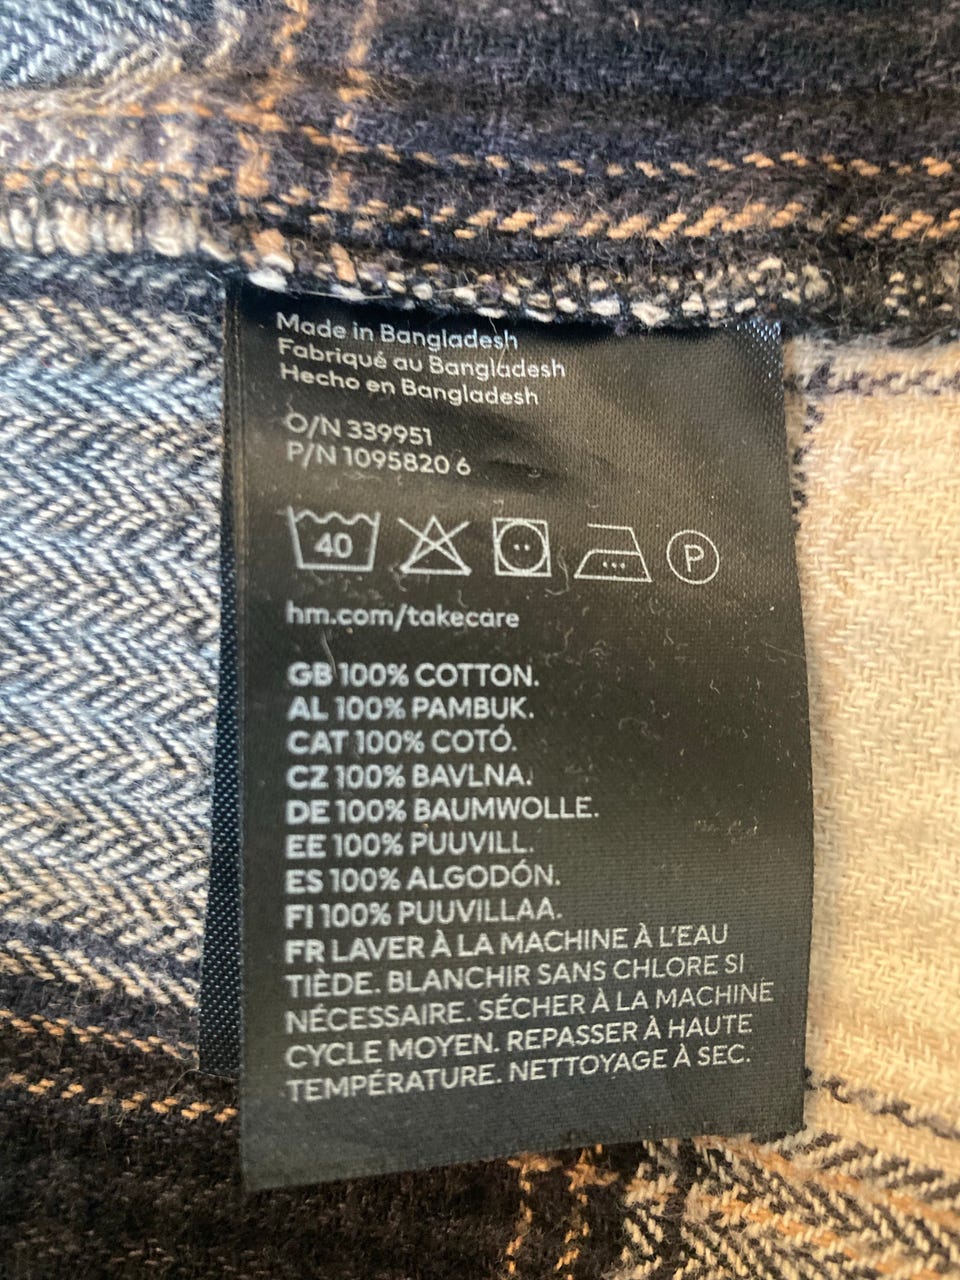 Made in Bangladesh
Fabriqué au Bangladesh
Hecho en Bangladesh
O/N 339951
P/N 1095820 6
40 P
hm.com/takecare
GB 100% COTTON.
AL 100% PAMBUK.
CAT 100% COTÓ.
CZ 100% BAVLNA.
DE 100% BAUMWOLLE.
EE 100% PUUVILL.
ES 100% ALGODÓN.
FI 100% PUUVILLAA.
FR LAVER À LA MACHINE À L'EAU
TIÈDE. BLANCHIR SANS CHLORE SI
NÉCESSAIRE. SÉCHER À LA MACHINE
CYCLE MOYEN. REPASSER À HAUTE
TEMPÉRATURE. NETTOYAGE À SEC.